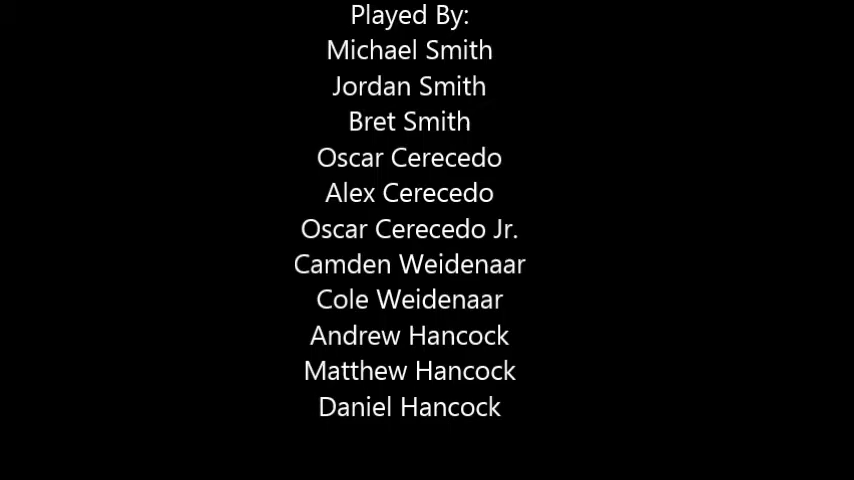 Played By:
Michael Smith
Jordan Smith
Bret Smith
Oscar Cerecedo
Alex Cerecedo
Oscar Cerecedo Jr.
Camden Weidenaar
Cole Weidenaar
Andrew Hancock
Matthew Hancock
Daniel Hancock